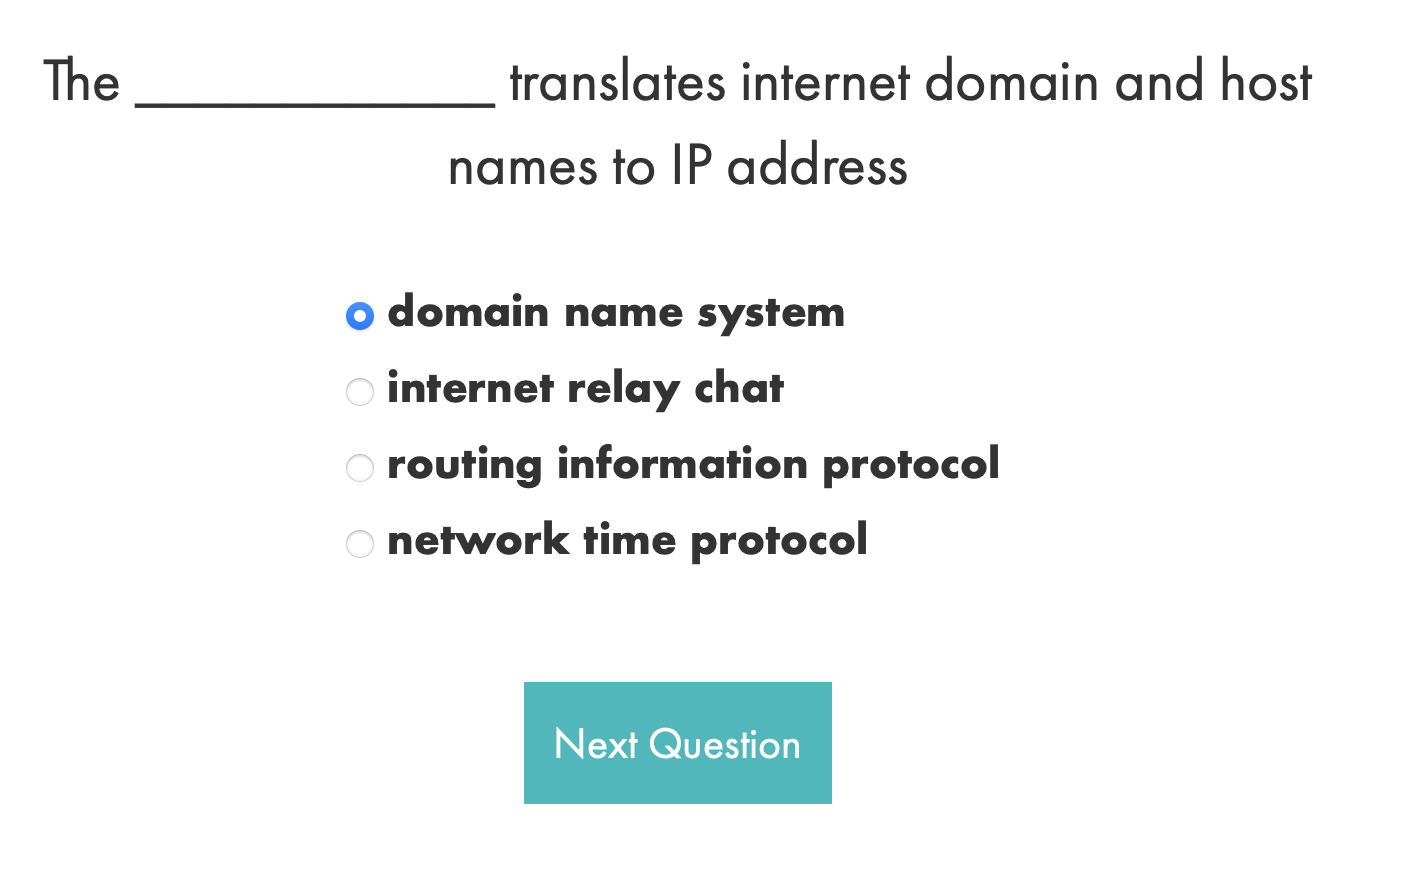 The ______________ translates internet domain and host
names to IP address
domain name system
internet relay chat
routing information protocol
network time protocol
Next Question